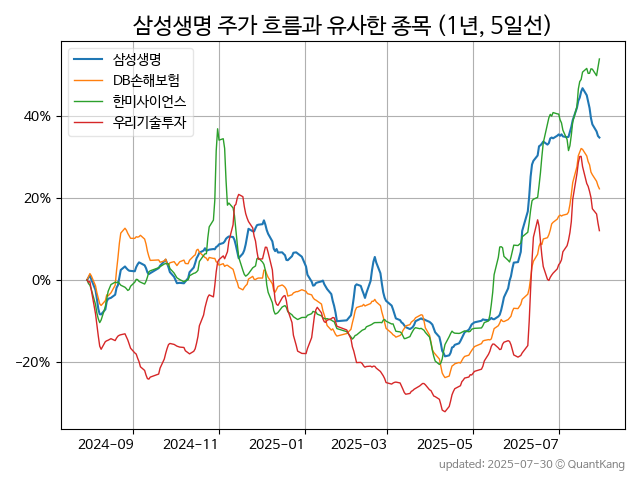 삼성생명 주가 흐름과 유사한 종목 (1년, 5일선)
삼성생명
DB손해보험
한미사이언스
우리기술투자
40%
20%
0%
−20%
2024-09 2024-11 2025-01 2025-03 2025-05 2025-07
updated: 2025-07-30 © QuantKang